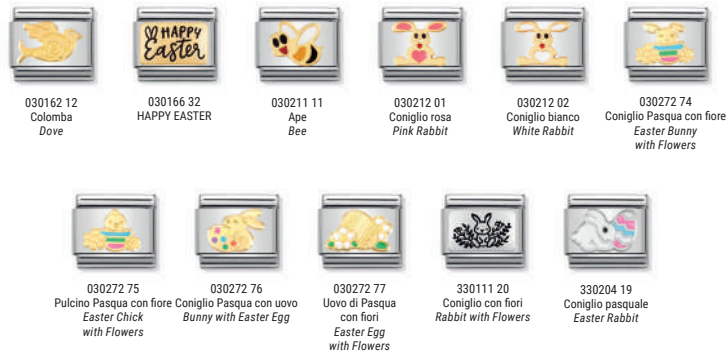 HAPPY
Easter
030162 12
Colomba
Dove
030166 32
HAPPY EASTER
030211 11
Ape
Bee
030212 01
Coniglio rosa
Pink Rabbit
030212 02
Coniglio bianco
White Rabbit
030272 74
Coniglio Pasqua con fiore
Easter Bunny
with Flowers
030272 75
Pulcino Pasqua con fiore
Easter Chick
with Flowers
030272 76
Coniglio Pasqua con uovo
Bunny with Easter Egg
030272 77
Uovo di Pasqua
con fiori
Easter Egg
with Flowers
330111 20
Coniglio con fiori
Rabbit with Flowers
330204 19
Coniglio pasquale
Easter Rabbit